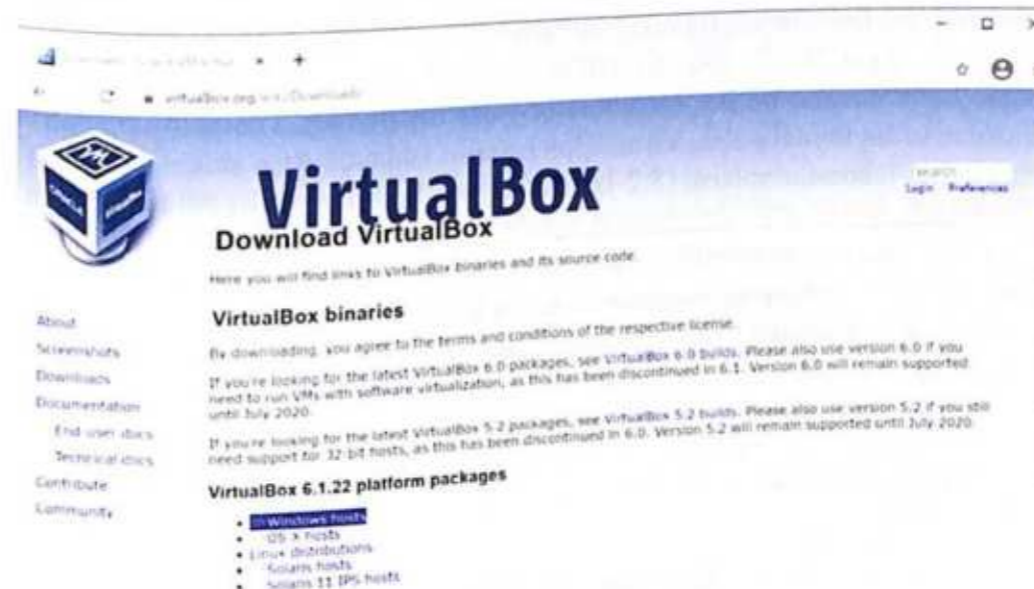 virtualbox.org/wiki/Downloads
VirtualBox
search
Login Preferences
ORACLE VirtualBox
Download VirtualBox
Here you will find links to VirtualBox binaries and its source code.
About
Screenshots
Downloads
Documentation
End-user docs
Technical docs
Contribute
Community
VirtualBox binaries
By downloading, you agree to the terms and conditions of the respective license.
If you're looking for the latest VirtualBox 6.0 packages, see VirtualBox 6.0 builds. Please also use version 6.0 if you
need to run VMs with software virtualization, as this has been discontinued in 6.1. Version 6.0 will remain supported
until July 2020.
If you're looking for the latest VirtualBox 5.2 packages, see VirtualBox 5.2 builds. Please also use version 5.2 if you still
need support for 32-bit hosts, as this has been discontinued in 6.0. Version 5.2 will remain supported until July 2020.
VirtualBox 6.1.22 platform packages
Windows hosts
OS X hosts
Linux distributions
Solaris hosts
Solaris 11 IPS hosts